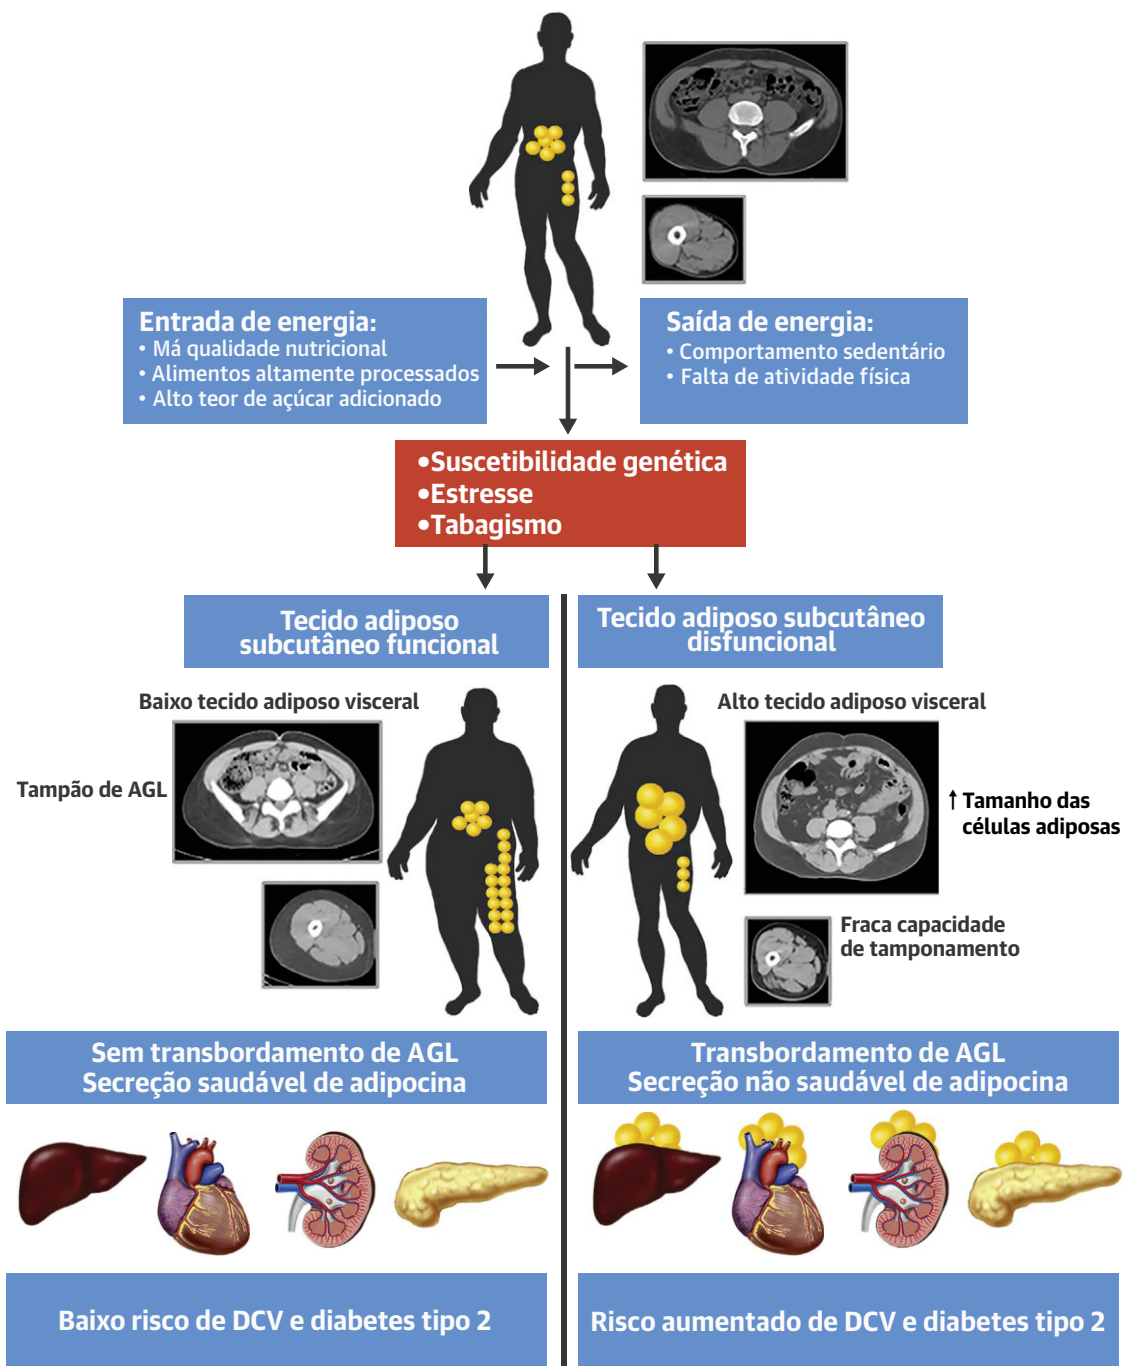 Entrada de energia:
• Má qualidade nutricional
• Alimentos altamente processados
• Alto teor de açúcar adicionado
Saída de energia:
• Comportamento sedentário
• Falta de atividade física
•Suscetibilidade genética
•Estresse
•Tabagismo
Tecido adiposo
subcutâneo funcional
Tecido adiposo subcutâneo
disfuncional
Baixo tecido adiposo visceral
Tampão de AGL
Alto tecido adiposo visceral
↑ Tamanho das
células adiposas
Fraca capacidade
de tamponamento
Sem transbordamento de AGL
Secreção saudável de adipocina
Transbordamento de AGL
Secreção não saudável de adipocina
Baixo risco de DCV e diabetes tipo 2
Risco aumentado de DCV e diabetes tipo 2